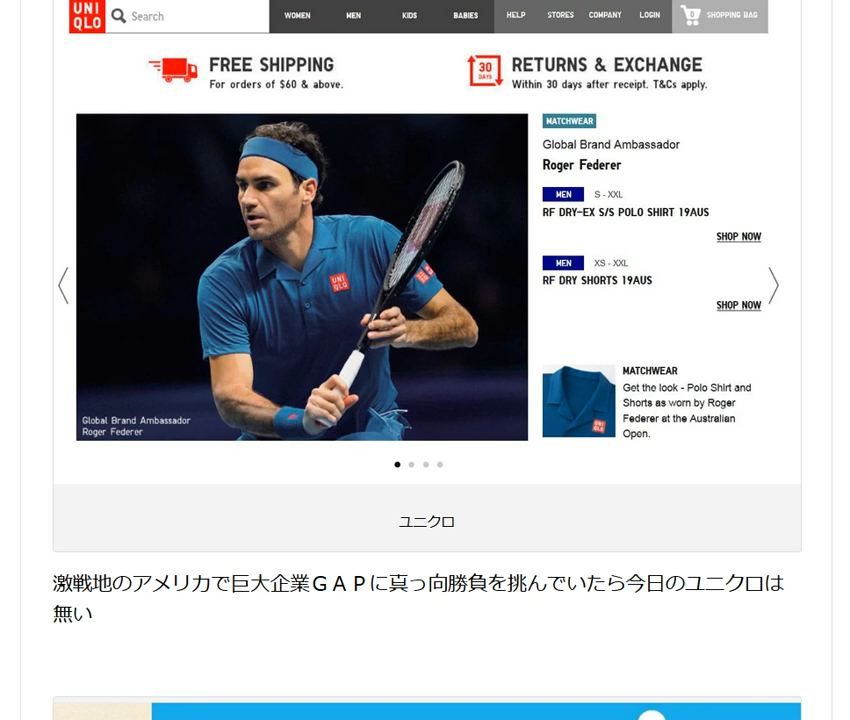 UNI
QLO
Search
WOMEN MEN KIDS BABIES HELP STORES COMPANY LOGIN 0 SHOPPING BAG
FREE SHIPPING
For orders of $60 & above.
30
DAYS
RETURNS & EXCHANGE
Within 30 days after receipt. T&Cs apply.
MATCHWEAR
Global Brand Ambassador
Roger Federer
MEN S - XXL
RF DRY-EX S/S POLO SHIRT 19AUS
SHOP NOW
MEN XS - XXL
RF DRY SHORTS 19AUS
SHOP NOW
UNI
QLO
UNI
QLO
Global Brand Ambassador
Roger Federer
MATCHWEAR
Get the look - Polo Shirt and
Shorts as worn by Roger
Federer at the Australian
Open.
UNI
QLO
ユニクロ
激戦地のアメリカで巨大企業ＧＡＰに真っ向勝負を挑んでいたら今日のユニクロは
無い